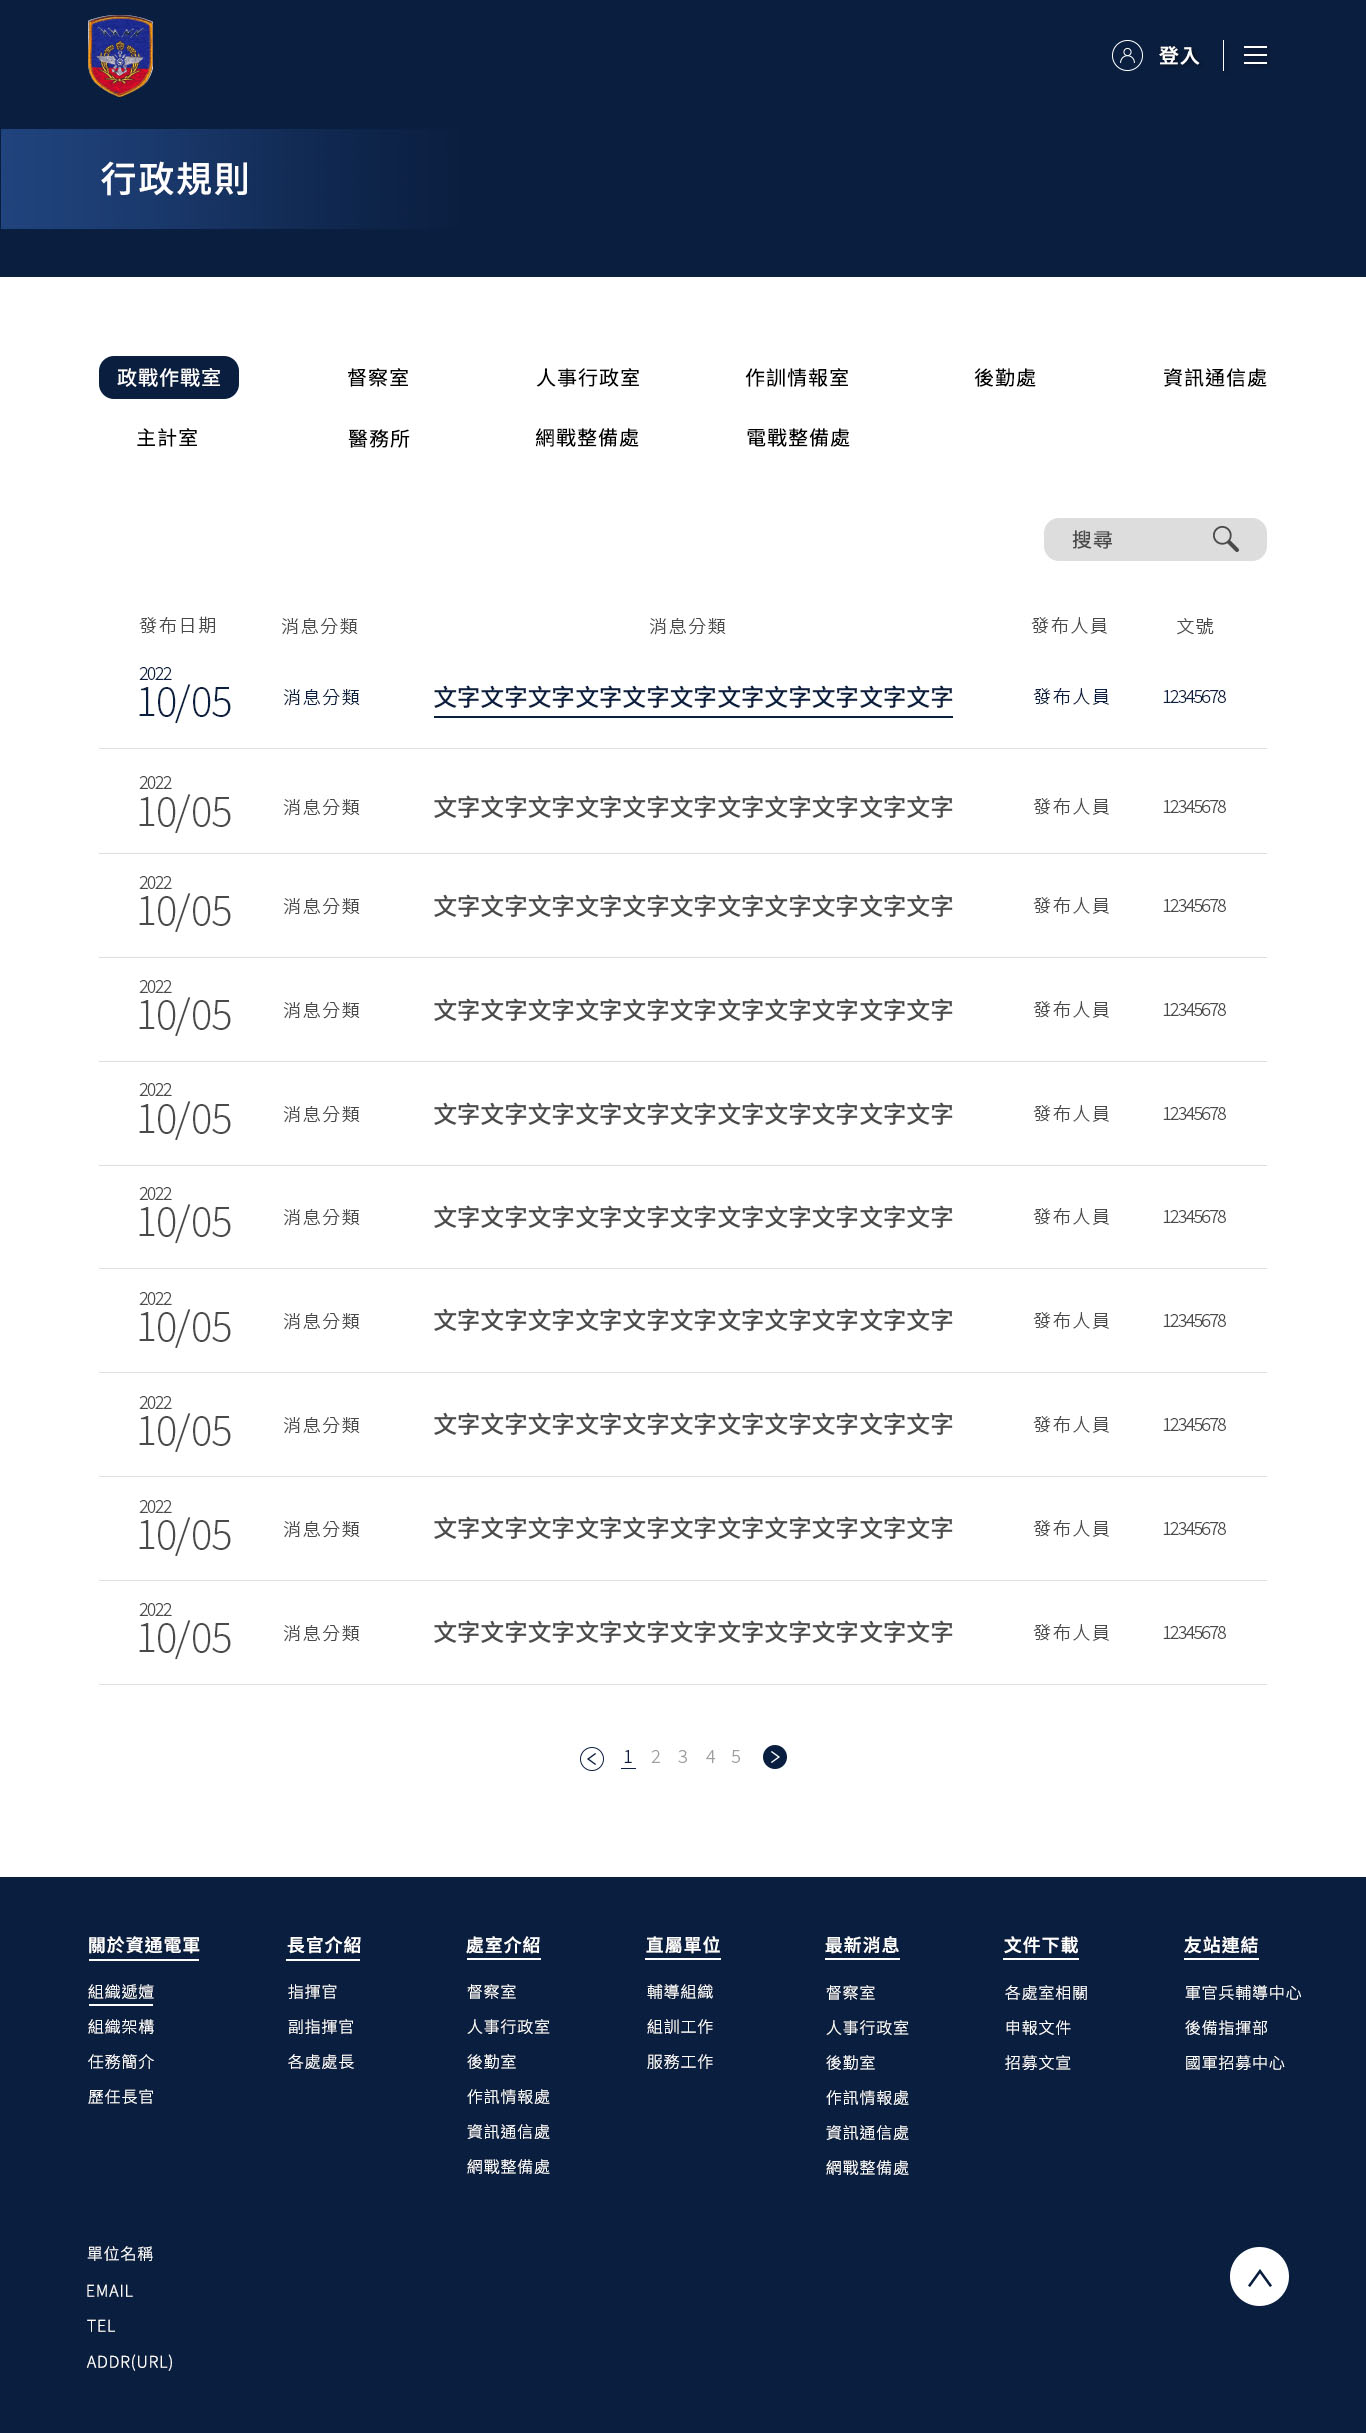 登入
行政規則
政戰作戰室 督察室 人事行政室 作訓情報室 後勤處 資訊通信處
主計室 醫務所 網戰整備處 電戰整備處
搜尋
發布日期 消息分類 消息分類 發布人員 文號
2022
10/05 消息分類 文字文字文字文字文字文字文字文字文字文字文字 發布人員 12345678
2022
10/05 消息分類 文字文字文字文字文字文字文字文字文字文字文字 發布人員 12345678
2022
10/05 消息分類 文字文字文字文字文字文字文字文字文字文字文字 發布人員 12345678
2022
10/05 消息分類 文字文字文字文字文字文字文字文字文字文字文字 發布人員 12345678
2022
10/05 消息分類 文字文字文字文字文字文字文字文字文字文字文字 發布人員 12345678
2022
10/05 消息分類 文字文字文字文字文字文字文字文字文字文字文字 發布人員 12345678
2022
10/05 消息分類 文字文字文字文字文字文字文字文字文字文字文字 發布人員 12345678
2022
10/05 消息分類 文字文字文字文字文字文字文字文字文字文字文字 發布人員 12345678
2022
10/05 消息分類 文字文字文字文字文字文字文字文字文字文字文字 發布人員 12345678
2022
10/05 消息分類 文字文字文字文字文字文字文字文字文字文字文字 發布人員 12345678
1 2 3 4 5
關於資通電軍
組織遞嬗
組織架構
任務簡介
歷任長官
長官介紹
指揮官
副指揮官
各處處長
處室介紹
督察室
人事行政室
後勤室
作訊情報處
資訊通信處
網戰整備處
直屬單位
輔導組織
組訓工作
服務工作
最新消息
督察室
人事行政室
後勤室
作訊情報處
資訊通信處
網戰整備處
文件下載
各處室相關
申報文件
招募文宣
友站連結
軍官兵輔導中心
後備指揮部
國軍招募中心
單位名稱
EMAIL
TEL
ADDR(URL)